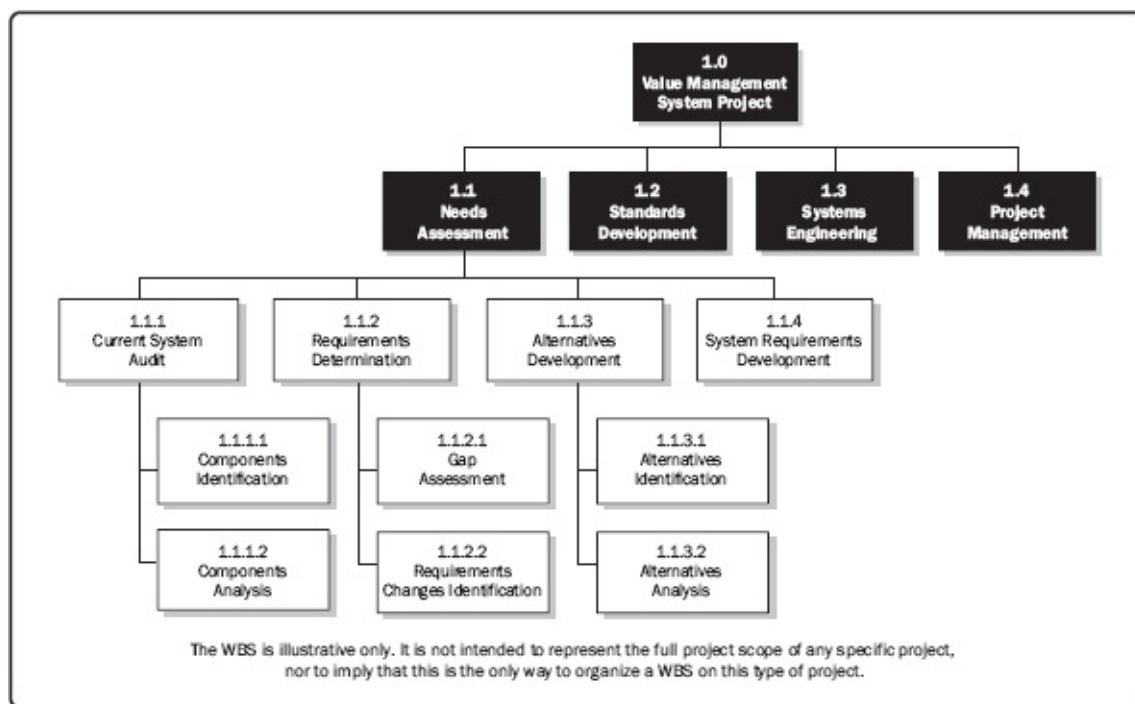 1.0
Value Management
System Project
1.1
Needs
Assessment
1.2
Standards
Development
1.3
Systems
Engineering
1.4
Project
Management
1.1.1
Current System
Audit
1.1.2
Requirements
Determination
1.1.3
Alternatives
Development
1.1.4
System Requirements
Development
1.1.1.1
Components
Identification
1.1.2.1
Gap
Assessment
1.1.3.1
Alternatives
Identification
1.1.1.2
Components
Analysis
1.1.2.2
Requirements
Changes Identification
1.1.3.2
Alternatives
Analysis
The WBS is illustrative only. It is not intended to represent the full project scope of any specific project,
nor to imply that this is the only way to organize a WBS on this type of project.